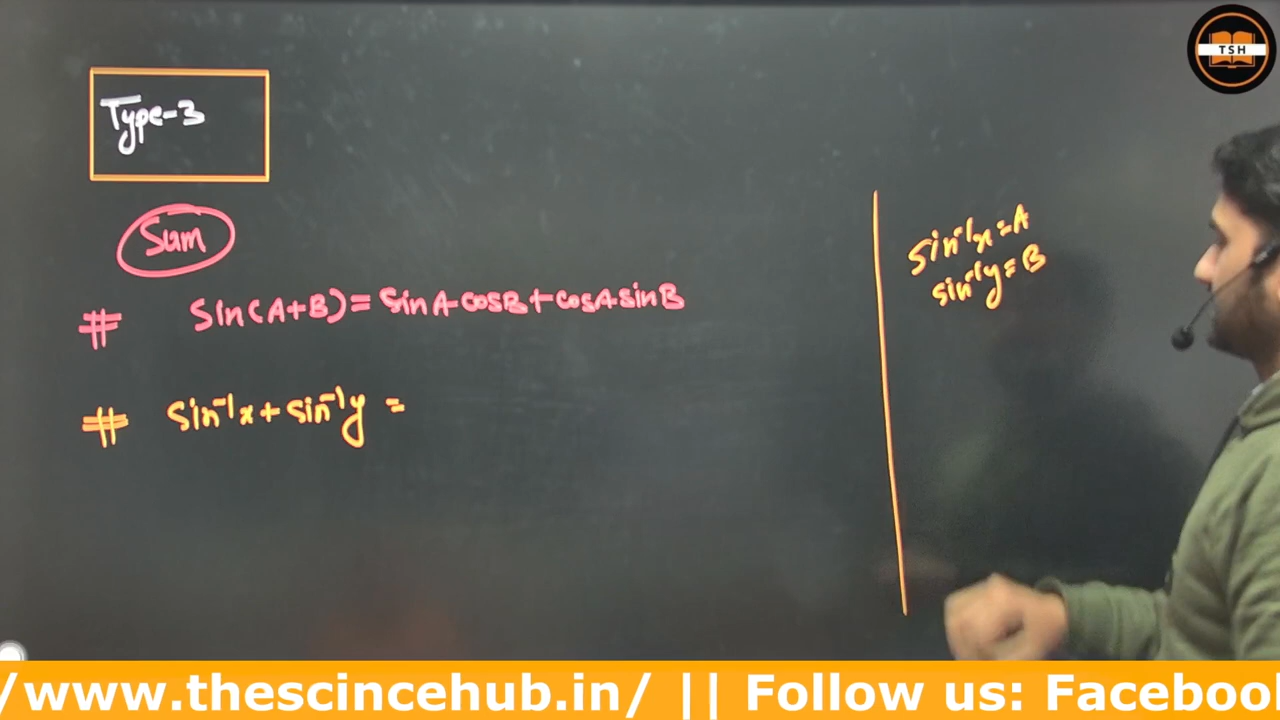 TSH
Type-3
Sum
# Sin(A+B) = sinA cosB + cosA sinB
# Sin⁻¹x + sin⁻¹y =
sin⁻¹x = A
sin⁻¹y = B
/www.thescincehub.in/ || Follow us: Faceboo